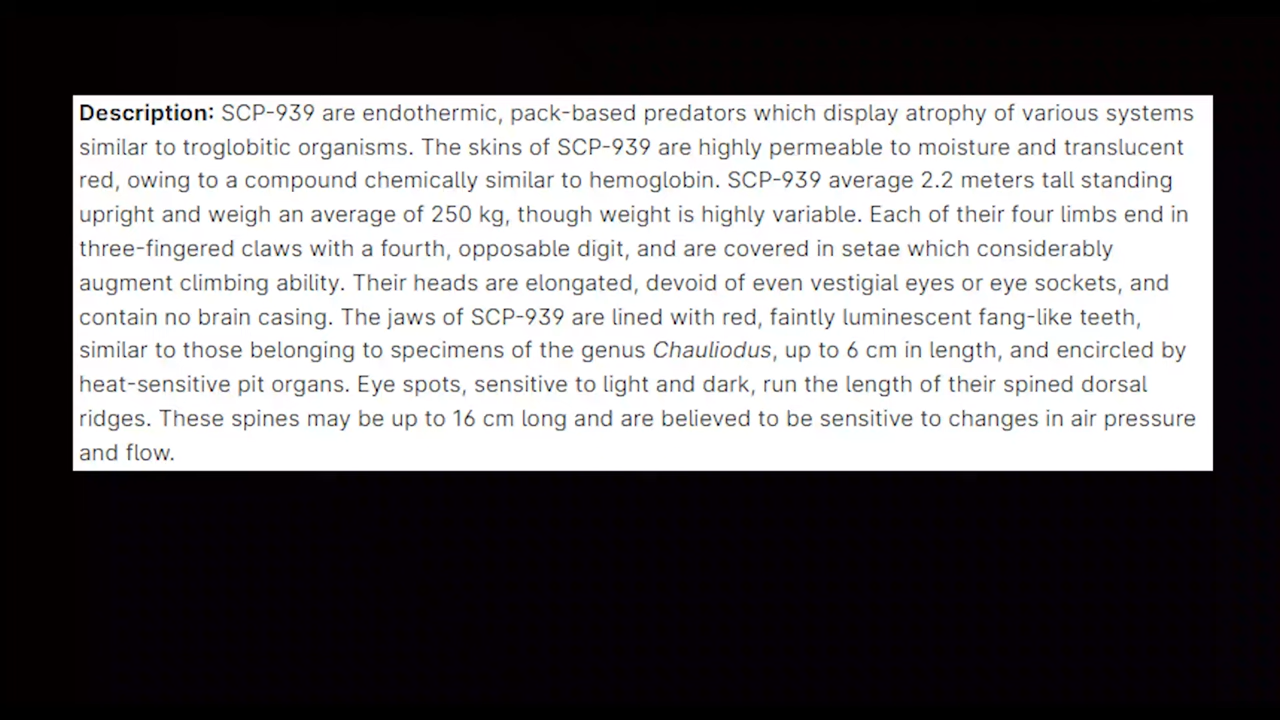 Description: SCP-939 are endothermic, pack-based predators which display atrophy of various systems
similar to troglobitic organisms. The skins of SCP-939 are highly permeable to moisture and translucent
red, owing to a compound chemically similar to hemoglobin. SCP-939 average 2.2 meters tall standing
upright and weigh an average of 250 kg, though weight is highly variable. Each of their four limbs end in
three-fingered claws with a fourth, opposable digit, and are covered in setae which considerably
augment climbing ability. Their heads are elongated, devoid of even vestigial eyes or eye sockets, and
contain no brain casing. The jaws of SCP-939 are lined with red, faintly luminescent fang-like teeth,
similar to those belonging to specimens of the genus Chauliodus, up to 6 cm in length, and encircled by
heat-sensitive pit organs. Eye spots, sensitive to light and dark, run the length of their spined dorsal
ridges. These spines may be up to 16 cm long and are believed to be sensitive to changes in air pressure
and flow.